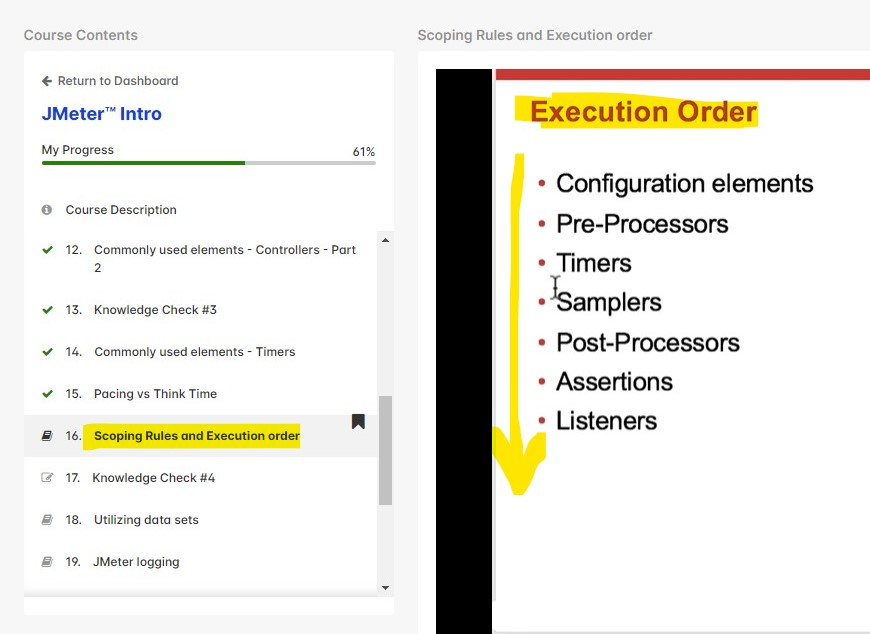 Course Contents
Return to Dashboard
JMeter™ Intro
My Progress
61%
Course Description
12. Commonly used elements - Controllers - Part
2
13. Knowledge Check #3
14. Commonly used elements - Timers
15. Pacing vs Think Time
16. Scoping Rules and Execution order
17. Knowledge Check #4
18. Utilizing data sets
19. JMeter logging
Scoping Rules and Execution order
Execution Order
• Configuration elements
• Pre-Processors
• Timers
• Samplers
• Post-Processors
• Assertions
• Listeners